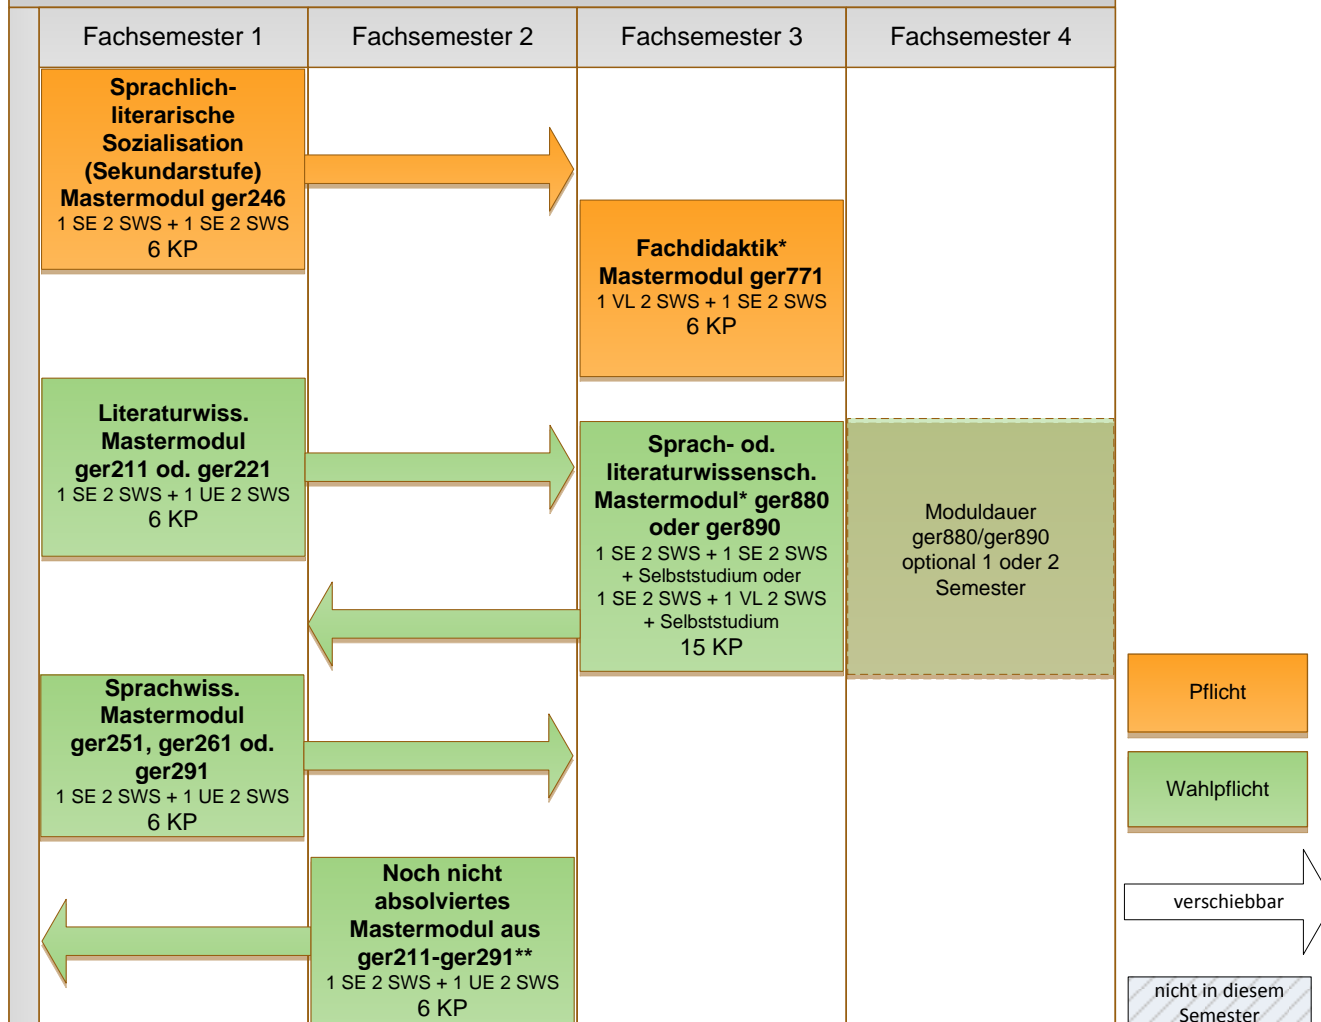 Fachsemester 1
Fachsemester 2
Fachsemester 3
Fachsemester 4
Sprachlich-
literarische
Sozialisation
(Sekundarstufe)
Mastermodul ger246
1 SE 2 SWS + 1 SE 2 SWS
6 KP
Fachdidaktik*
Mastermodul ger771
1 VL 2 SWS + 1 SE 2 SWS
6 KP
Literaturwiss.
Mastermodul
ger211 od. ger221
1 SE 2 SWS + 1 UE 2 SWS
6 KP
Sprach- od.
literaturwissensch.
Mastermodul* ger880
oder ger890
1 SE 2 SWS + 1 SE 2 SWS
+ Selbststudium oder
1 SE 2 SWS + 1 VL 2 SWS
+ Selbststudium
15 KP
Moduldauer
ger880/ger890
optional 1 oder 2
Semester
Sprachwiss.
Mastermodul
ger251, ger261 od.
ger291
1 SE 2 SWS + 1 UE 2 SWS
6 KP
Noch nicht
absolviertes
Mastermodul aus
ger211-ger291**
1 SE 2 SWS + 1 UE 2 SWS
6 KP
Pflicht
Wahlpflicht
verschiebbar
nicht in diesem
Semester